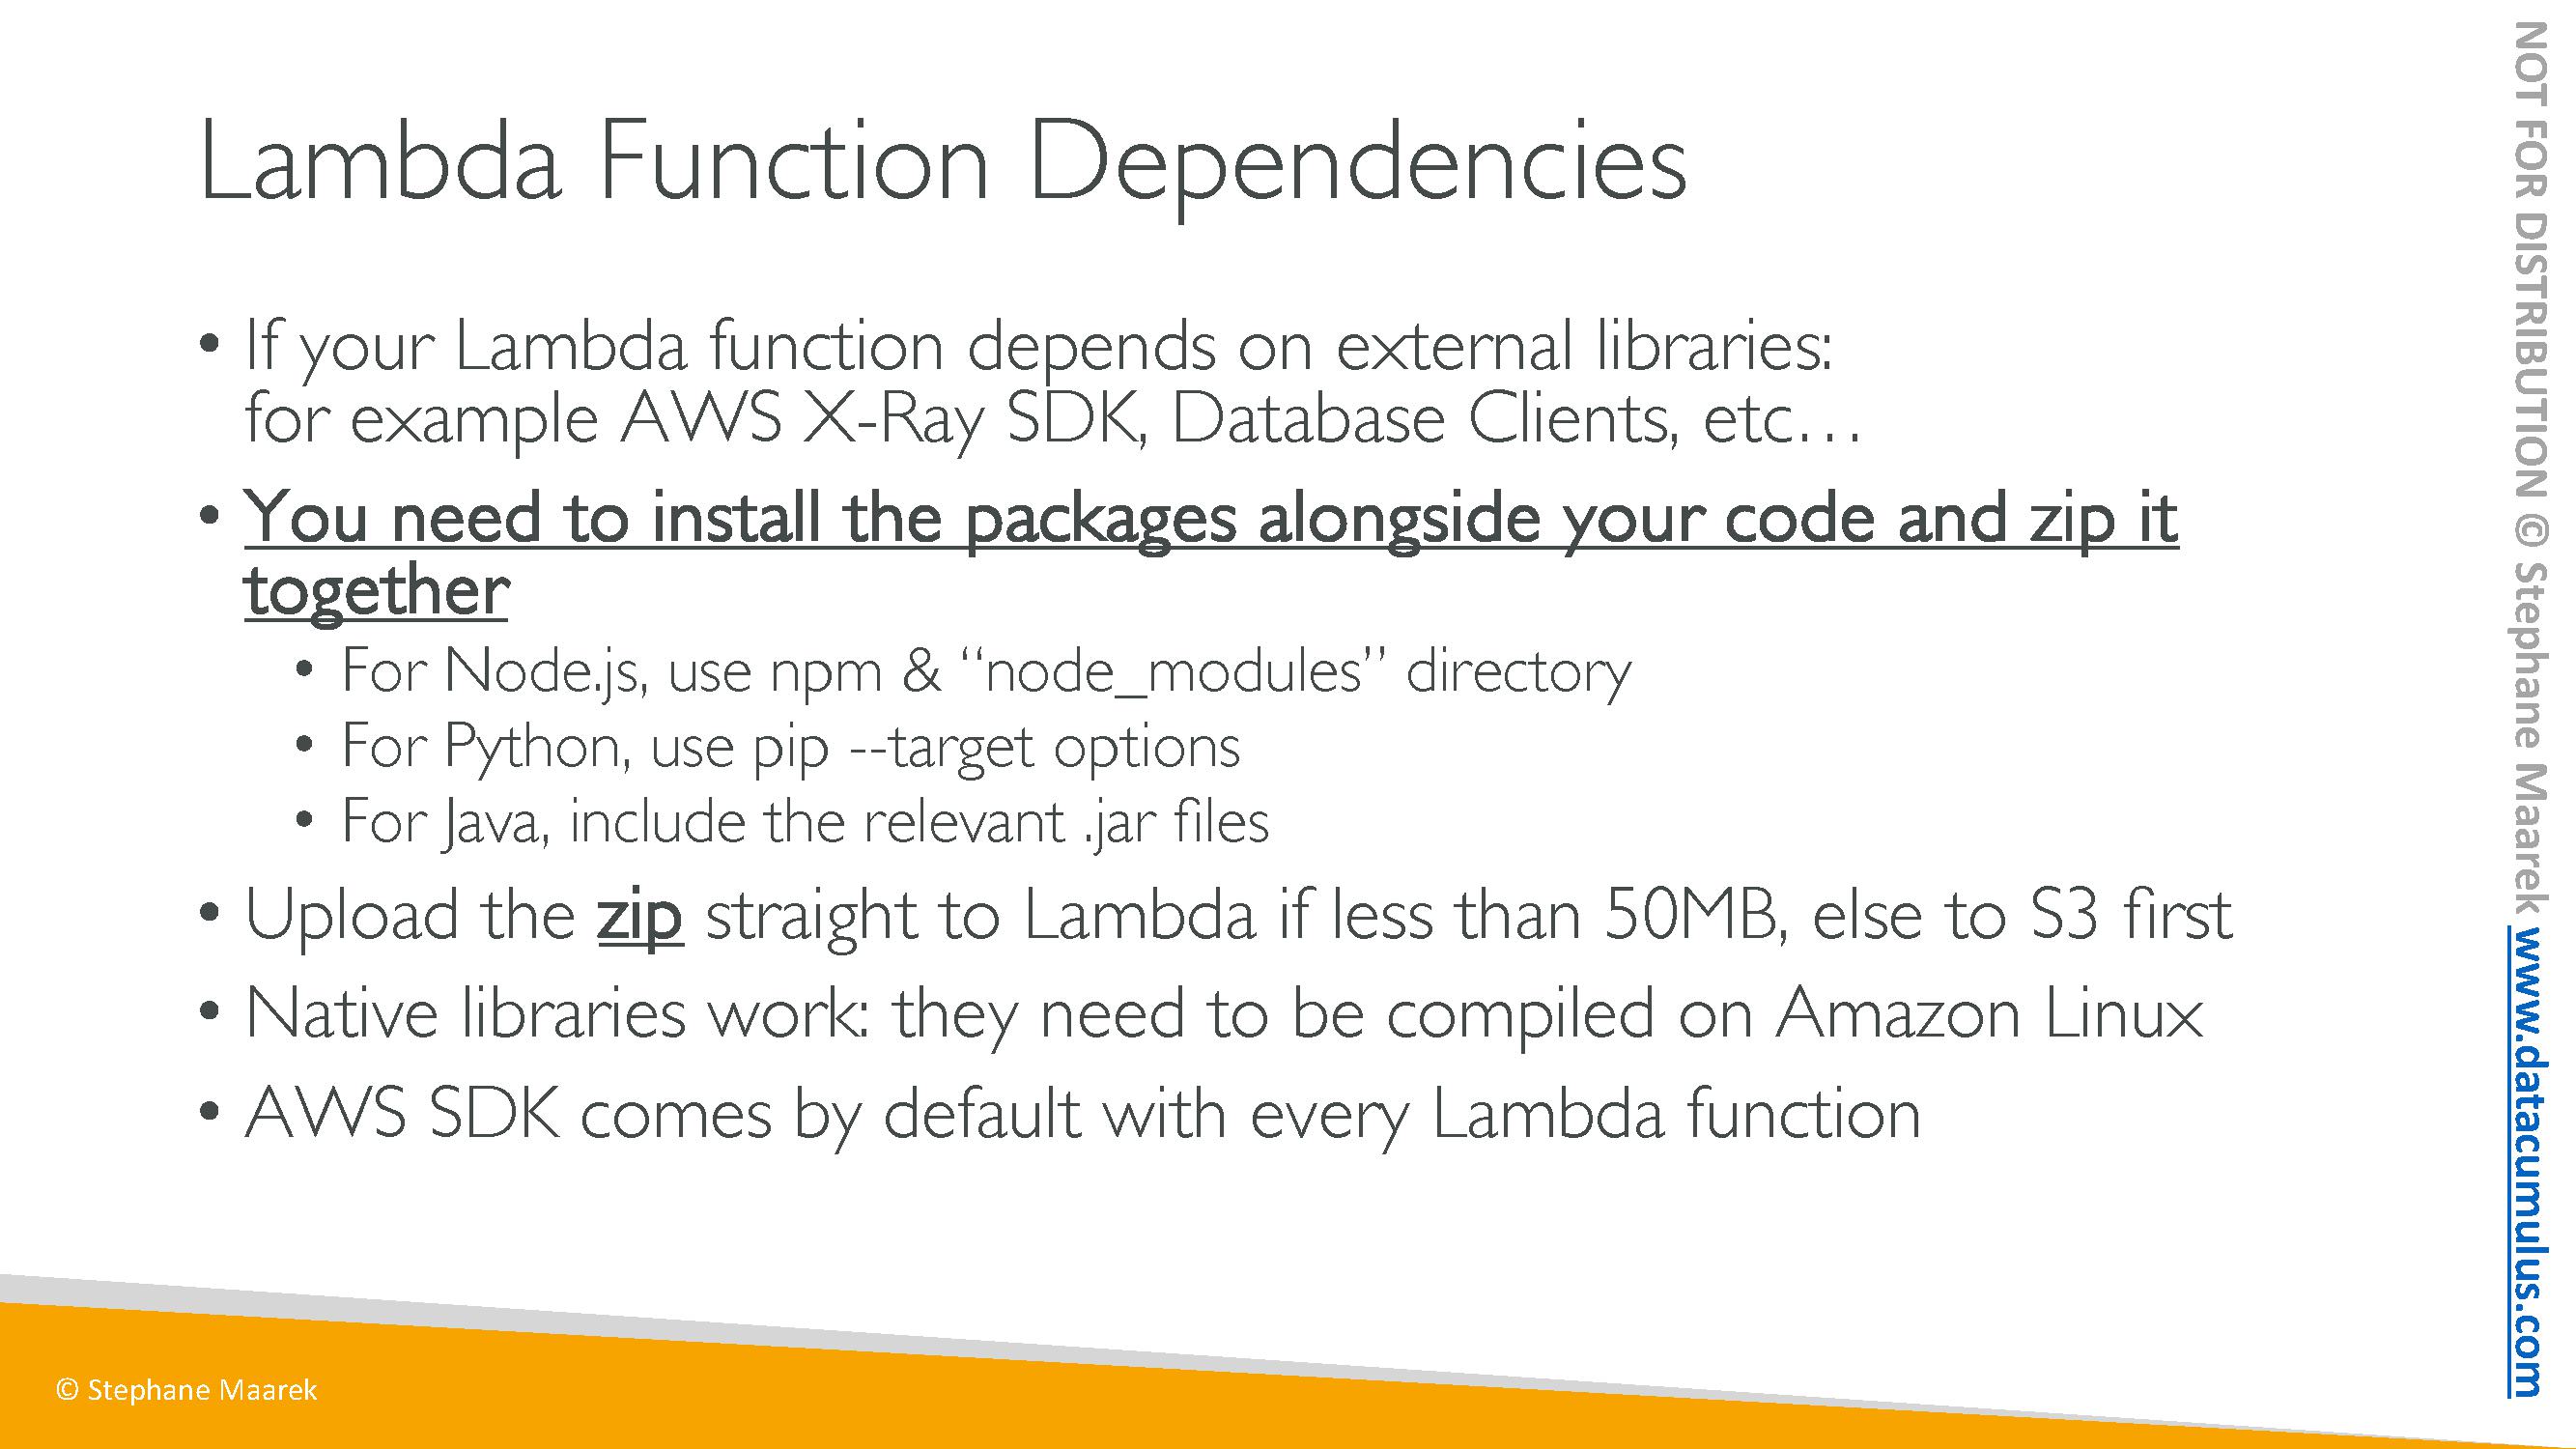 Lambda Function Dependencies
• If your Lambda function depends on external libraries:
for example AWS X-Ray SDK, Database Clients, etc…
• You need to install the packages alongside your code and zip it
together
• For Node.js, use npm & “node_modules” directory
• For Python, use pip --target options
• For Java, include the relevant .jar files
• Upload the zip straight to Lambda if less than 50MB, else to S3 first
• Native libraries work: they need to be compiled on Amazon Linux
• AWS SDK comes by default with every Lambda function
© Stephane Maarek
NOT FOR DISTRIBUTION © Stephane Maarek www.datacumulus.com